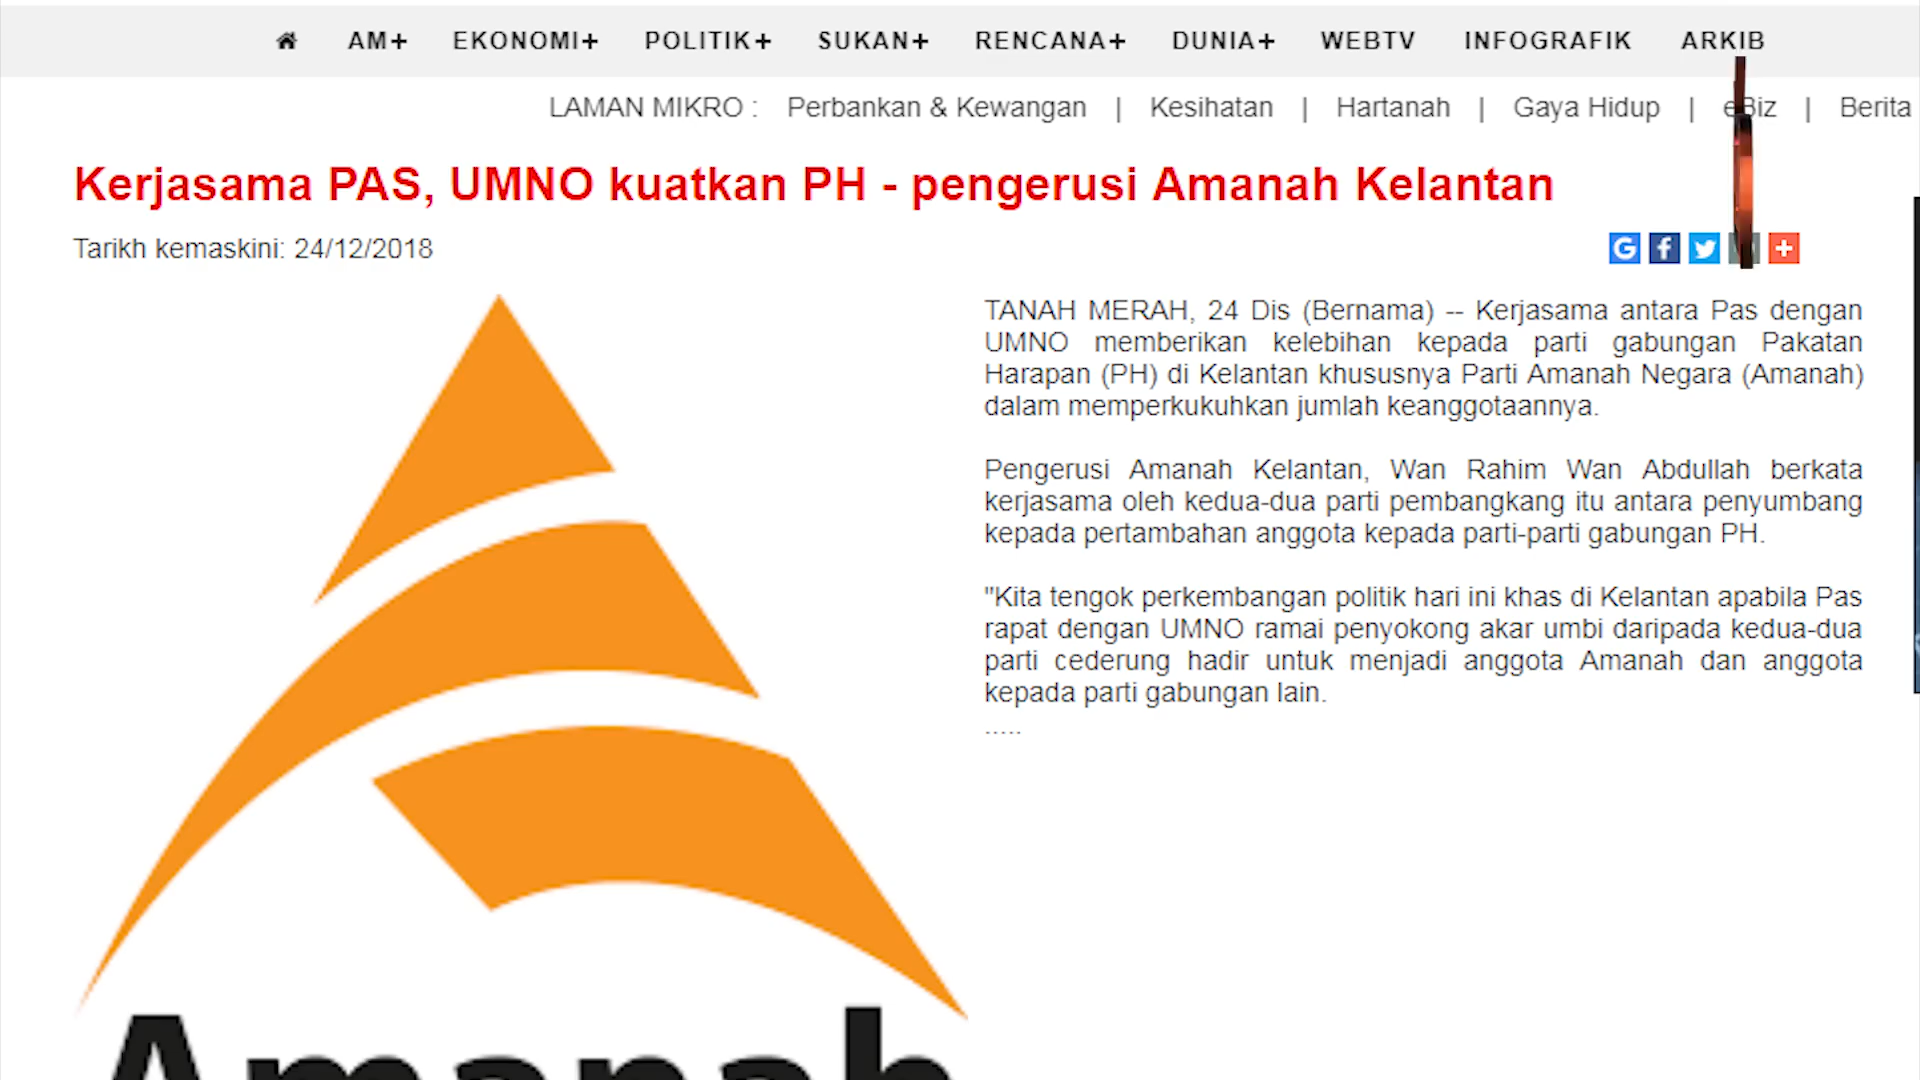 AM+ EKONOMI+ POLITIK+ SUKAN+ RENCANA+ DUNIA+ WEBTV INFOGRAFIK ARKIB
LAMAN MIKRO : Perbankan & Kewangan | Kesihatan | Hartanah | Gaya Hidup | eBiz | Berita
Kerjasama PAS, UMNO kuatkan PH - pengerusi Amanah Kelantan
Tarikh kemaskini: 24/12/2018
TANAH MERAH, 24 Dis (Bernama) -- Kerjasama antara Pas dengan
UMNO memberikan kelebihan kepada parti gabungan Pakatan
Harapan (PH) di Kelantan khususnya Parti Amanah Negara (Amanah)
dalam memperkukuhkan jumlah keanggotaannya.
Pengerusi Amanah Kelantan, Wan Rahim Wan Abdullah berkata
kerjasama oleh kedua-dua parti pembangkang itu antara penyumbang
kepada pertambahan anggota kepada parti-parti gabungan PH.
"Kita tengok perkembangan politik hari ini khas di Kelantan apabila Pas
rapat dengan UMNO ramai penyokong akar umbi daripada kedua-dua
parti cederung hadir untuk menjadi anggota Amanah dan anggota
kepada parti gabungan lain.
.....
Amanah